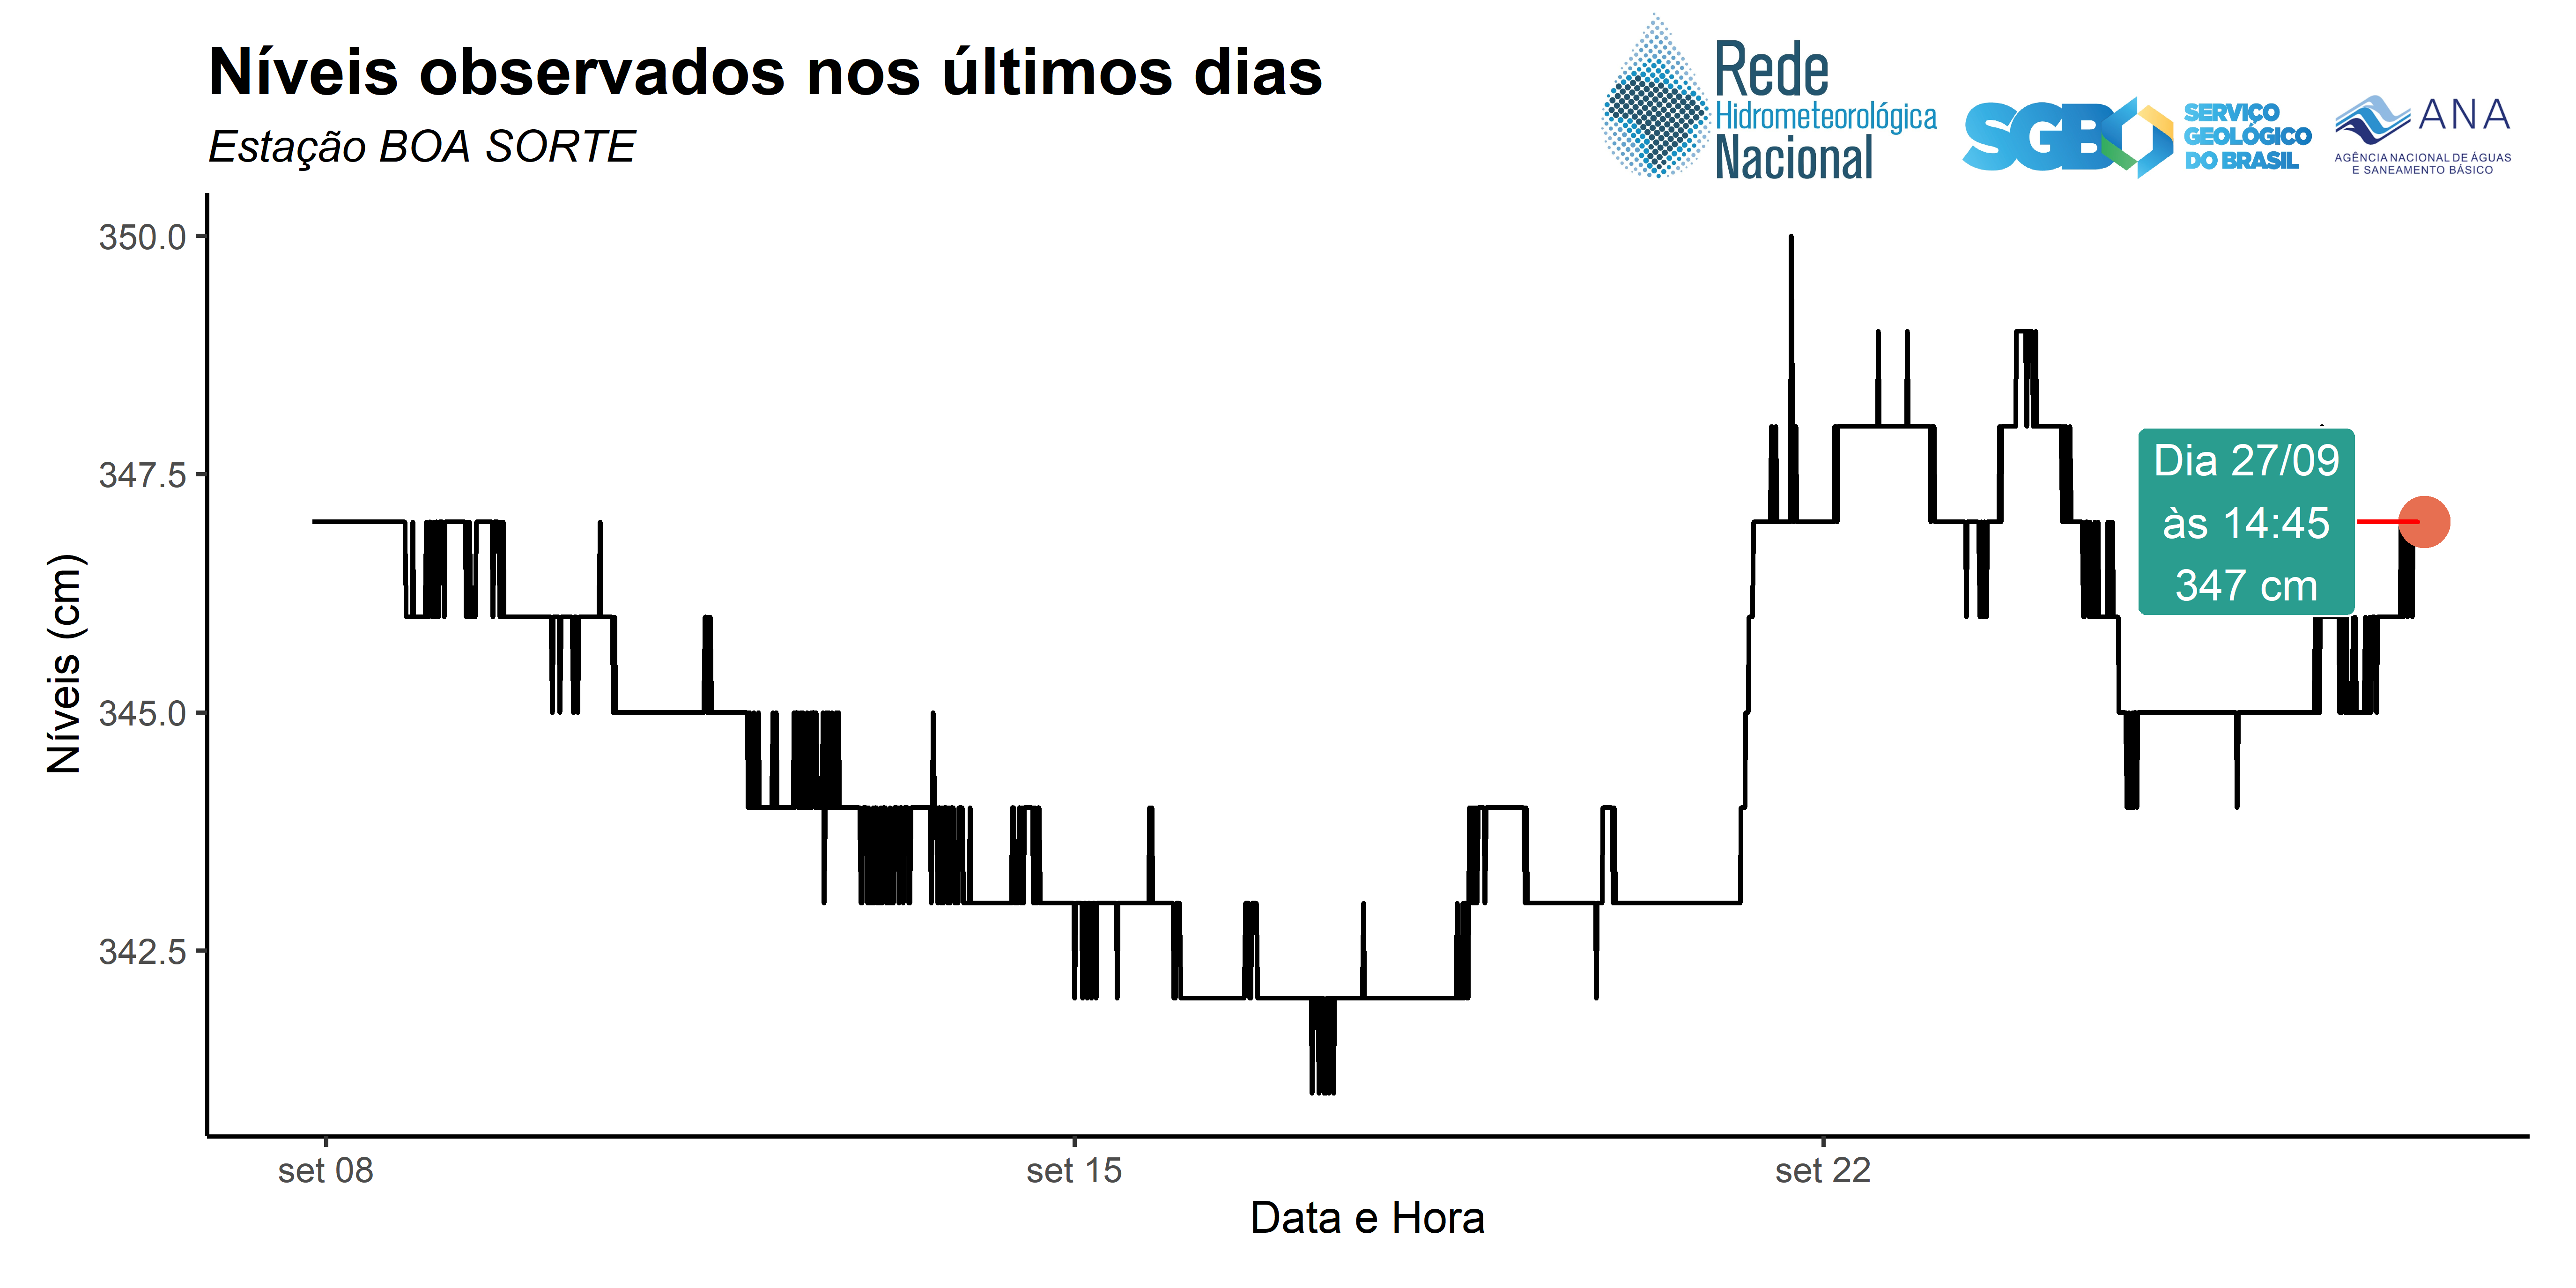 Níveis observados nos últimos dias
Estação BOA SORTE
Rede
Hidrometeorológica
Nacional
SGB
SERVIÇO
GEOLÓGICO
DO BRASIL
ANA
AGÊNCIA NACIONAL DE ÁGUAS
E SANEAMENTO BÁSICO
350.0
347.5
345.0
342.5
Níveis (cm)
Dia 27/09
às 14:45
347 cm
set 08
set 15
set 22
Data e Hora